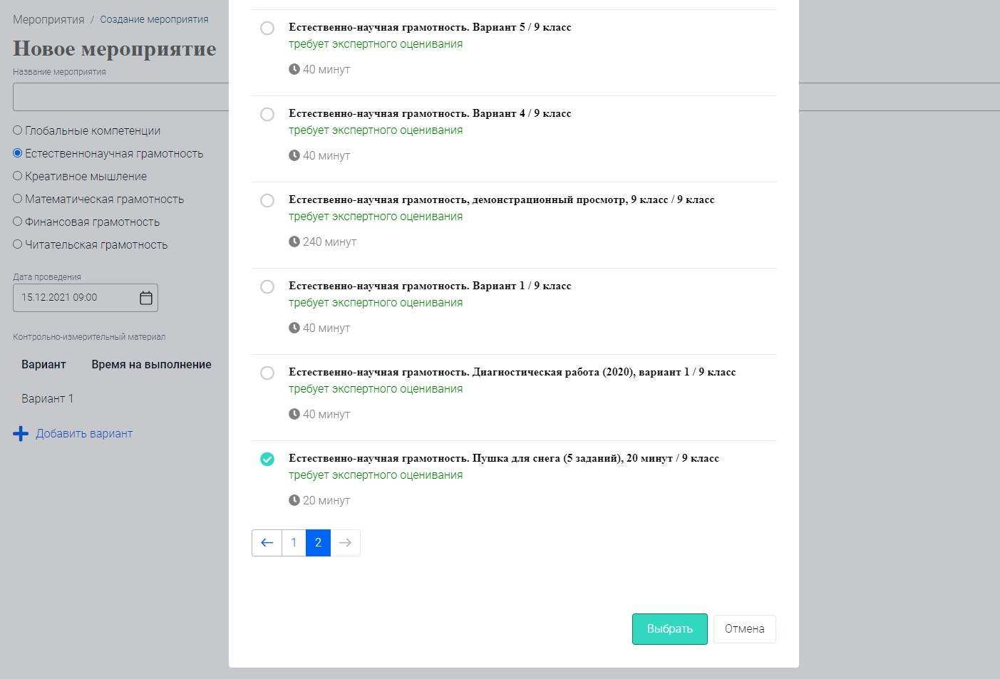 Мероприятия / Создание мероприятия
Новое мероприятие
Название мероприятия
Глобальные компетенции
Естественнонаучная грамотность
Креативное мышление
Математическая грамотность
Финансовая грамотность
Читательская грамотность
Дата проведения
15.12.2021 09:00
Контрольно-измерительный материал
Вариант Время на выполнение
Вариант 1
Добавить вариант
Естественно-научная грамотность. Вариант 5 / 9 класс
требует экспертного оценивания
40 минут
Естественно-научная грамотность. Вариант 4 / 9 класс
требует экспертного оценивания
40 минут
Естественно-научная грамотность, демонстрационный просмотр, 9 класс / 9 класс
требует экспертного оценивания
240 минут
Естественно-научная грамотность. Вариант 1 / 9 класс
требует экспертного оценивания
40 минут
Естественно-научная грамотность. Диагностическая работа (2020), вариант 1 / 9 класс
требует экспертного оценивания
40 минут
Естественно-научная грамотность. Пушка для снега (5 заданий), 20 минут / 9 класс
требует экспертного оценивания
20 минут
← 1 2 →
Выбрать Отмена